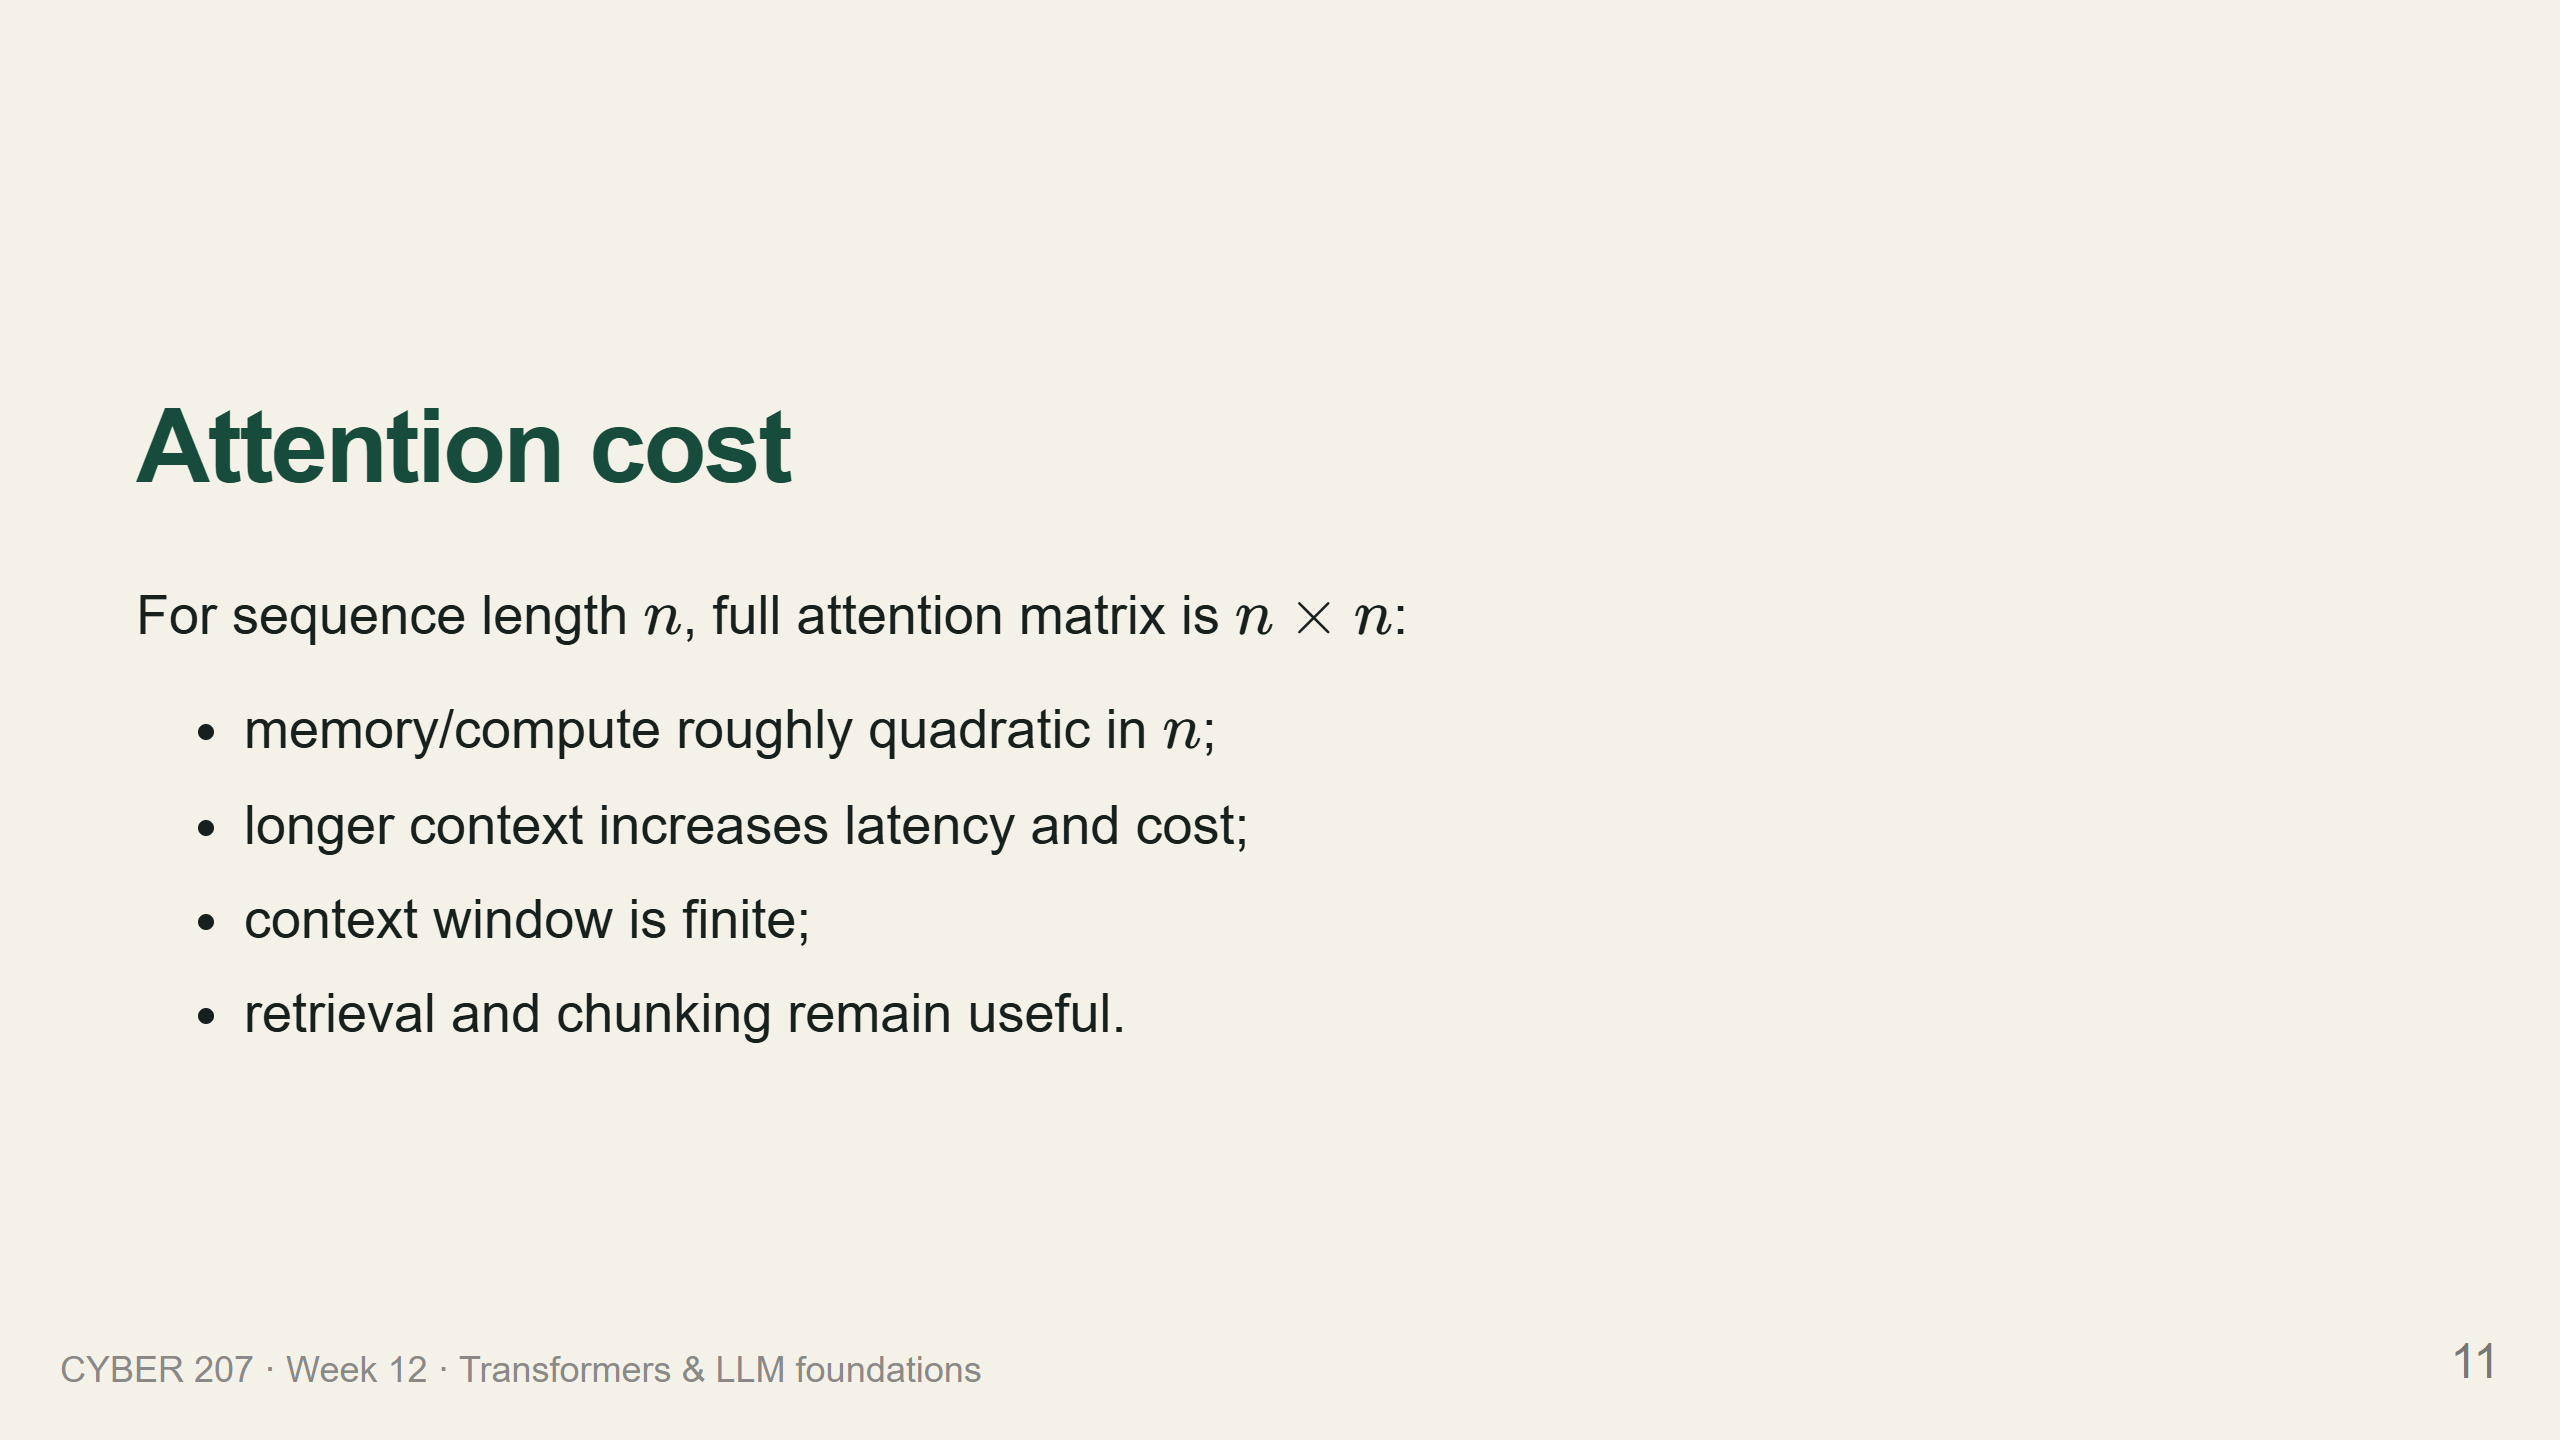 Attention cost
For sequence length n, full attention matrix is n × n:
• memory/compute roughly quadratic in n;
• longer context increases latency and cost;
• context window is finite;
• retrieval and chunking remain useful.
CYBER 207 · Week 12 · Transformers & LLM foundations
11